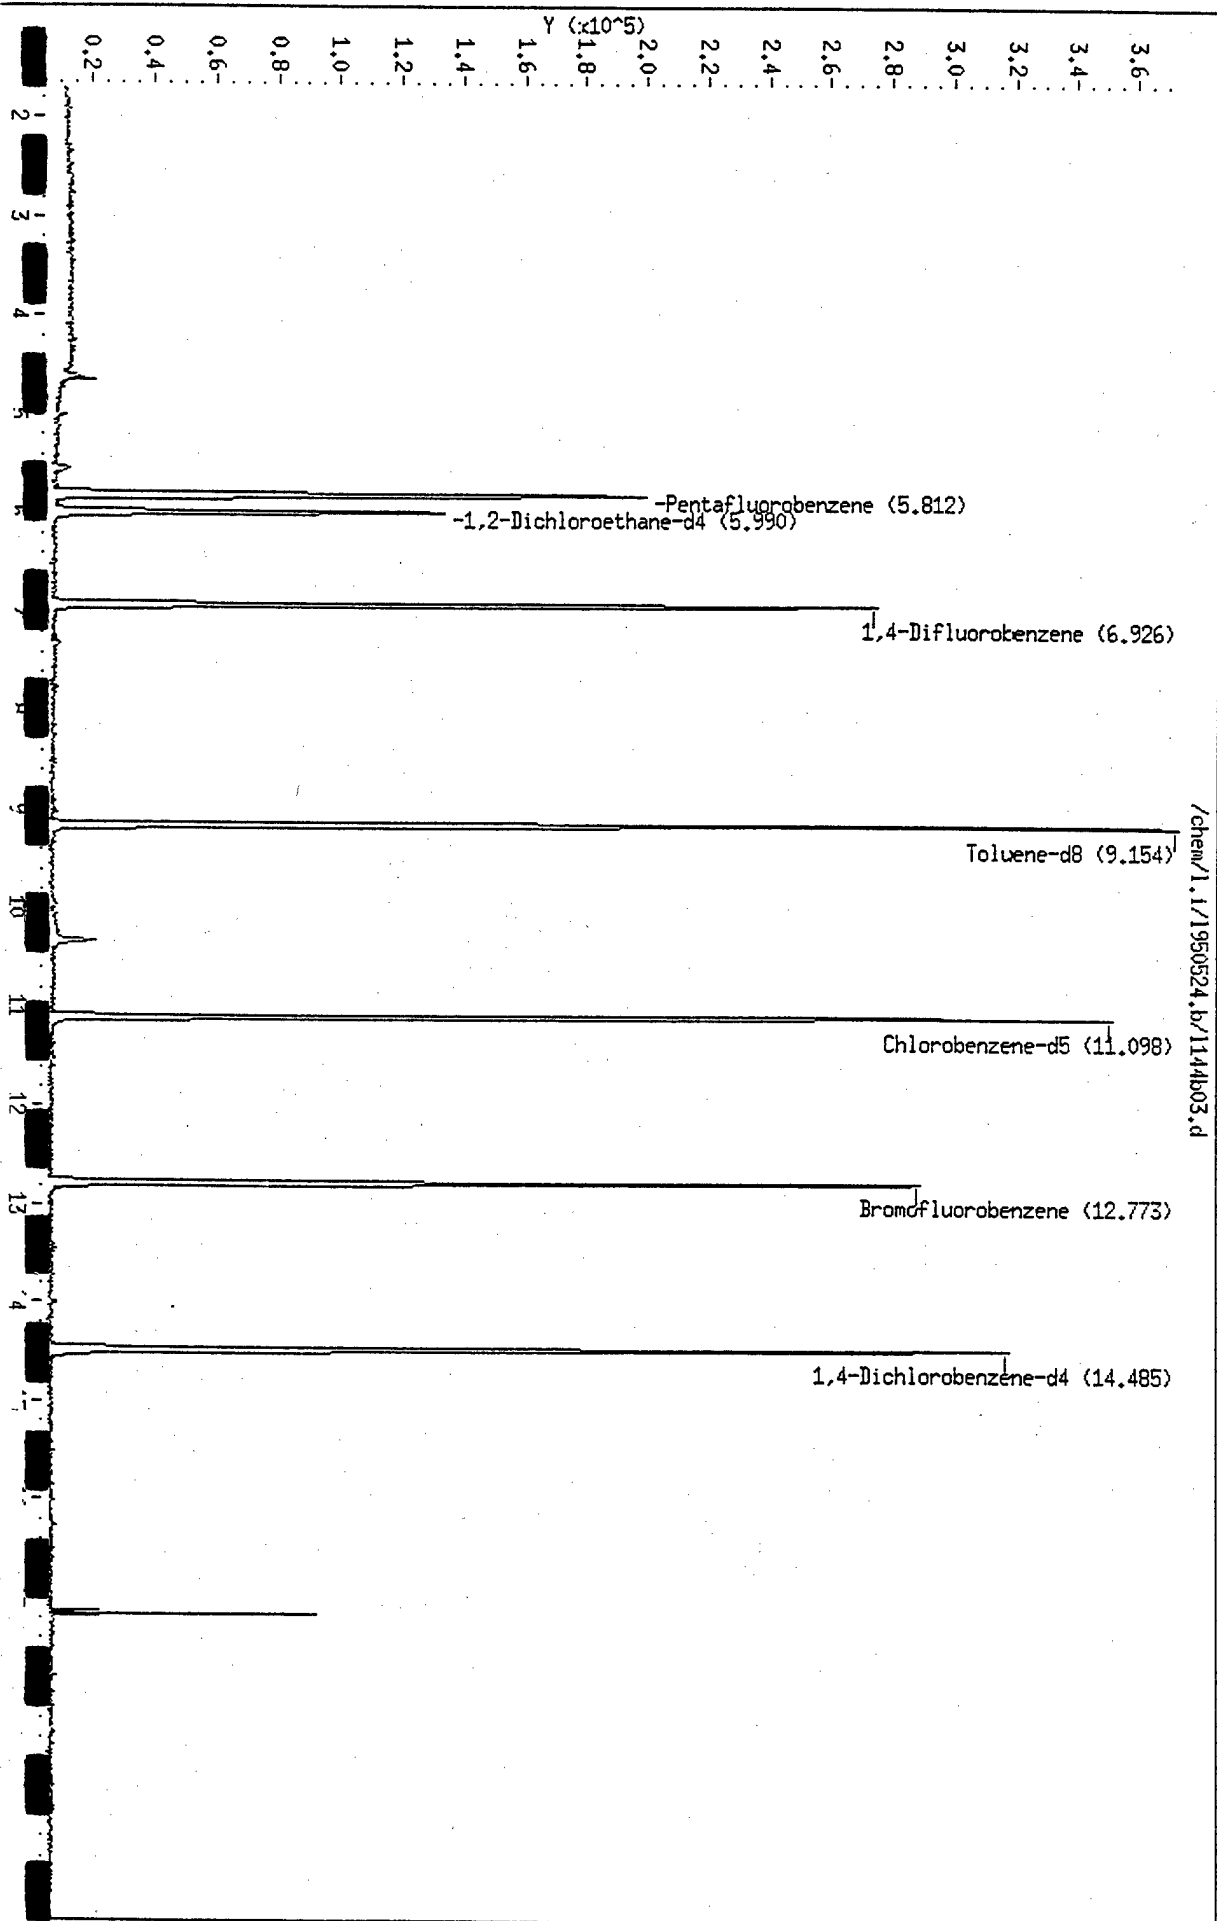 /chem/l.i/l950524.b/l144b03.d
Y (x10^5)
3.6-
3.4-
3.2-
3.0-
2.8-
2.6-
2.4-
2.2-
2.0-
1.8-
1.6-
1.4-
1.2-
1.0-
0.8-
0.6-
0.4-
0.2-
-Pentafluorobenzene (5.812)
-1,2-Dichloroethane-d4 (5.990)
1,4-Difluorobenzene (6.926)
Toluene-d8 (9.154)
Chlorobenzene-d5 (11.098)
Bromofluorobenzene (12.773)
1,4-Dichlorobenzene-d4 (14.485)
2 3 4 9 10 11 12 13